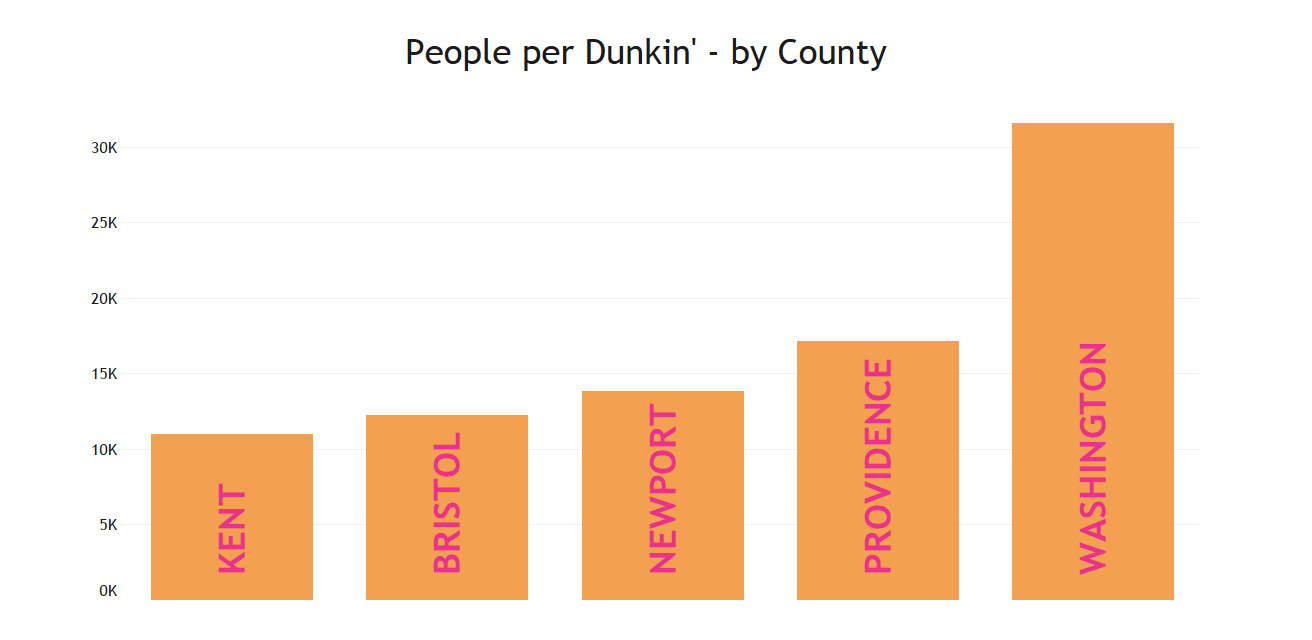 People per Dunkin' - by County
30K
25K
20K
15K
10K
5K
0K
KENT
BRISTOL
NEWPORT
PROVIDENCE
WASHINGTON